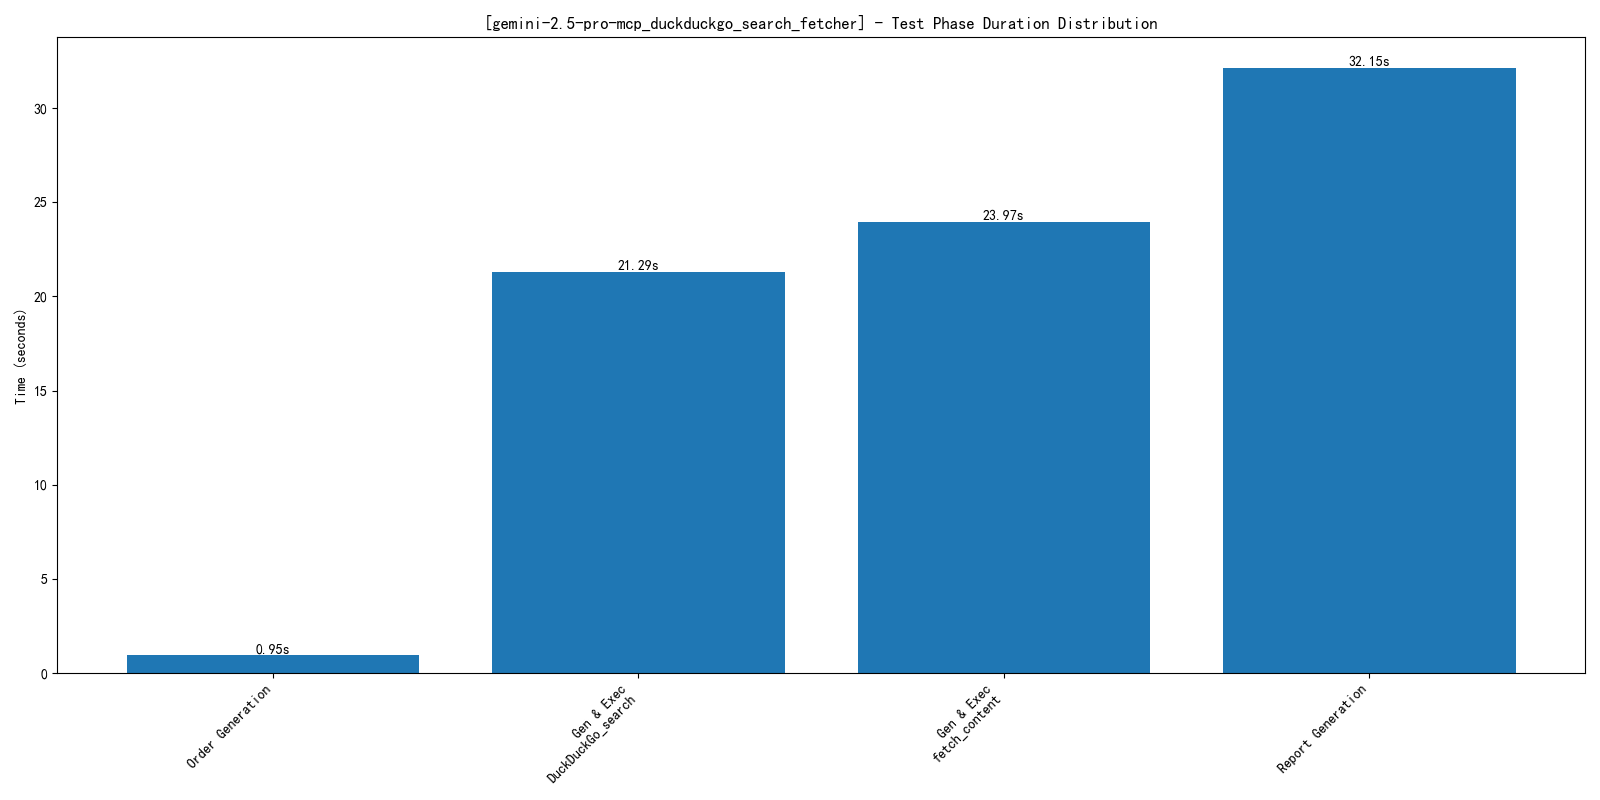 [gemini-2.5-pro-mcp_duckduckgo_search_fetcher] - Test Phase Duration Distribution
Time (seconds)
30
25
20
15
10
5
0
0.95s
21.29s
23.97s
32.15s
Order Generation
Gen & Exec
DuckDuckGo_search
Gen & Exec
fetch_content
Report Generation